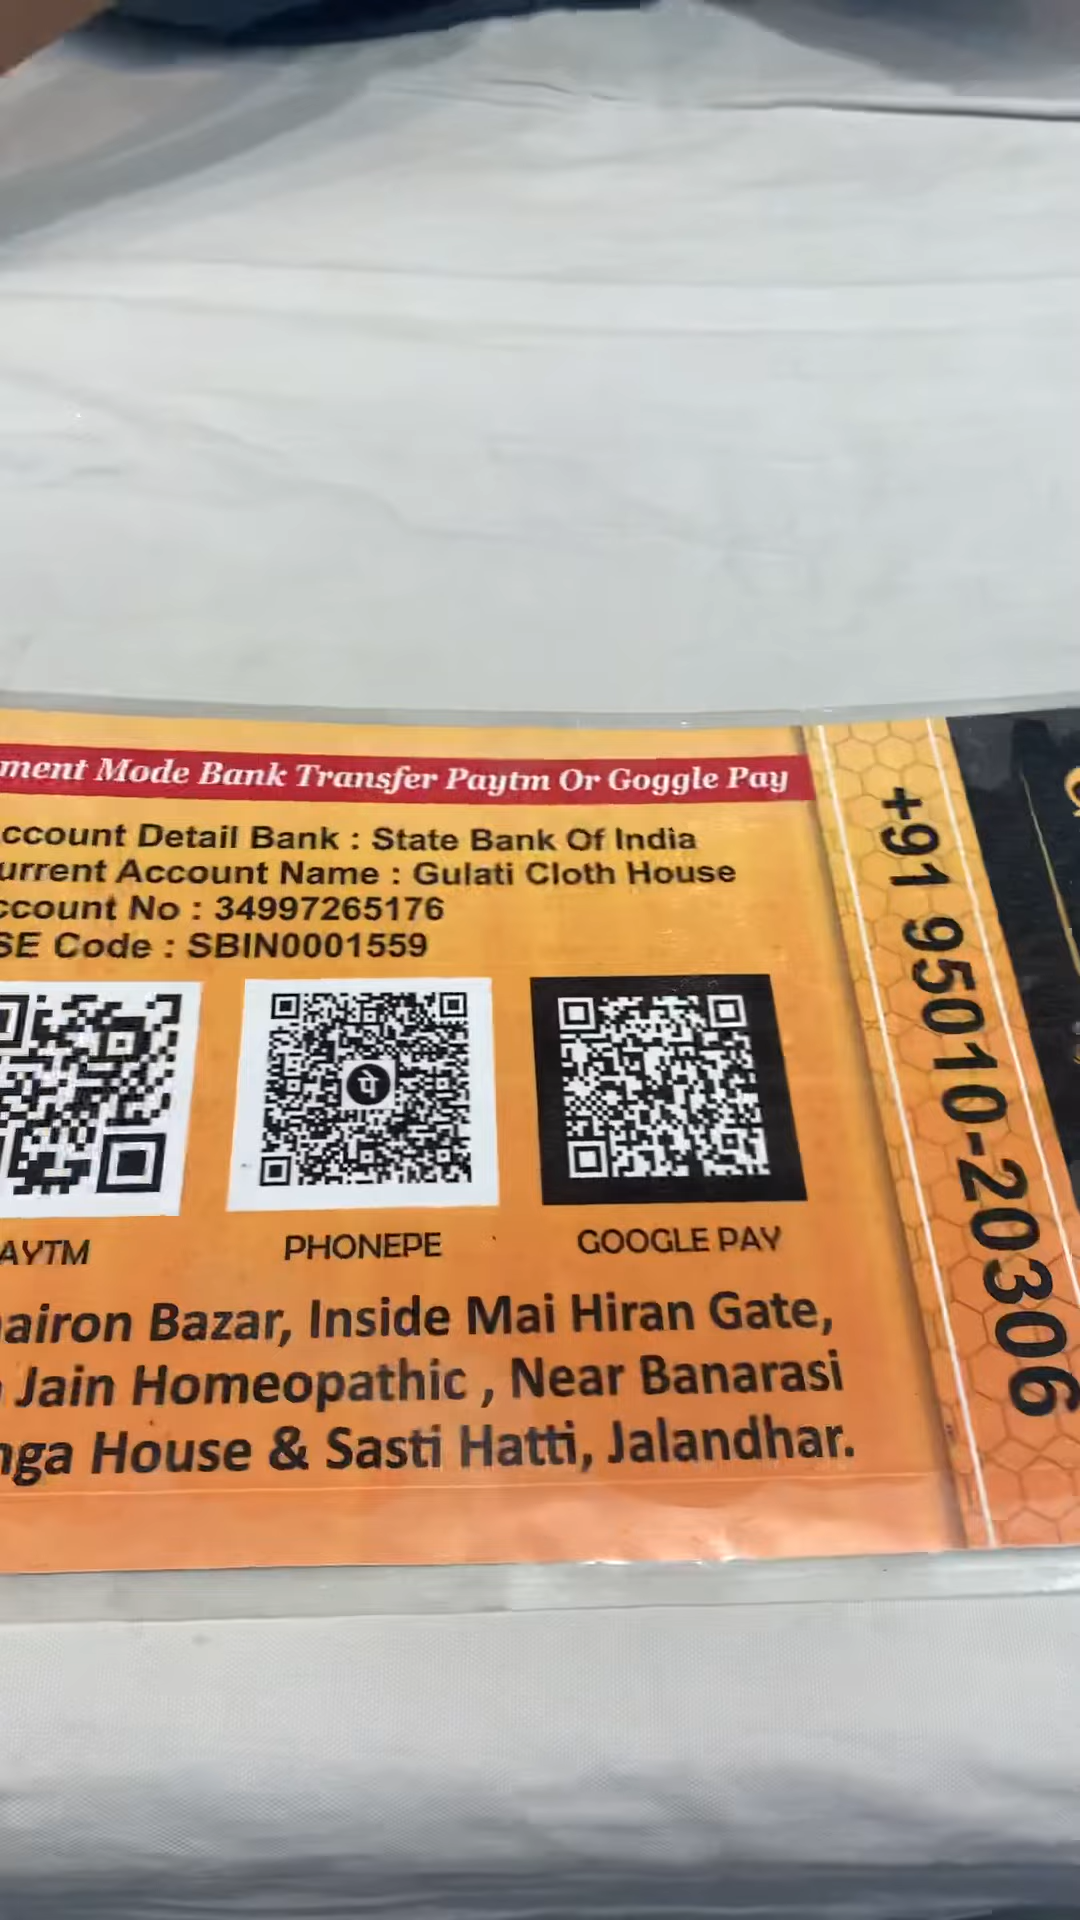 ment Mode Bank Transfer Paytm Or Goggle Pay
ccount Detail Bank : State Bank Of India
urrent Account Name : Gulati Cloth House
ccount No : 34997265176
SE Code : SBIN0001559
AYTM
PHONEPE
GOOGLE PAY
airon Bazar, Inside Mai Hiran Gate,
Jain Homeopathic , Near Banarasi
nga House & Sasti Hatti, Jalandhar.
+91 95010-20306